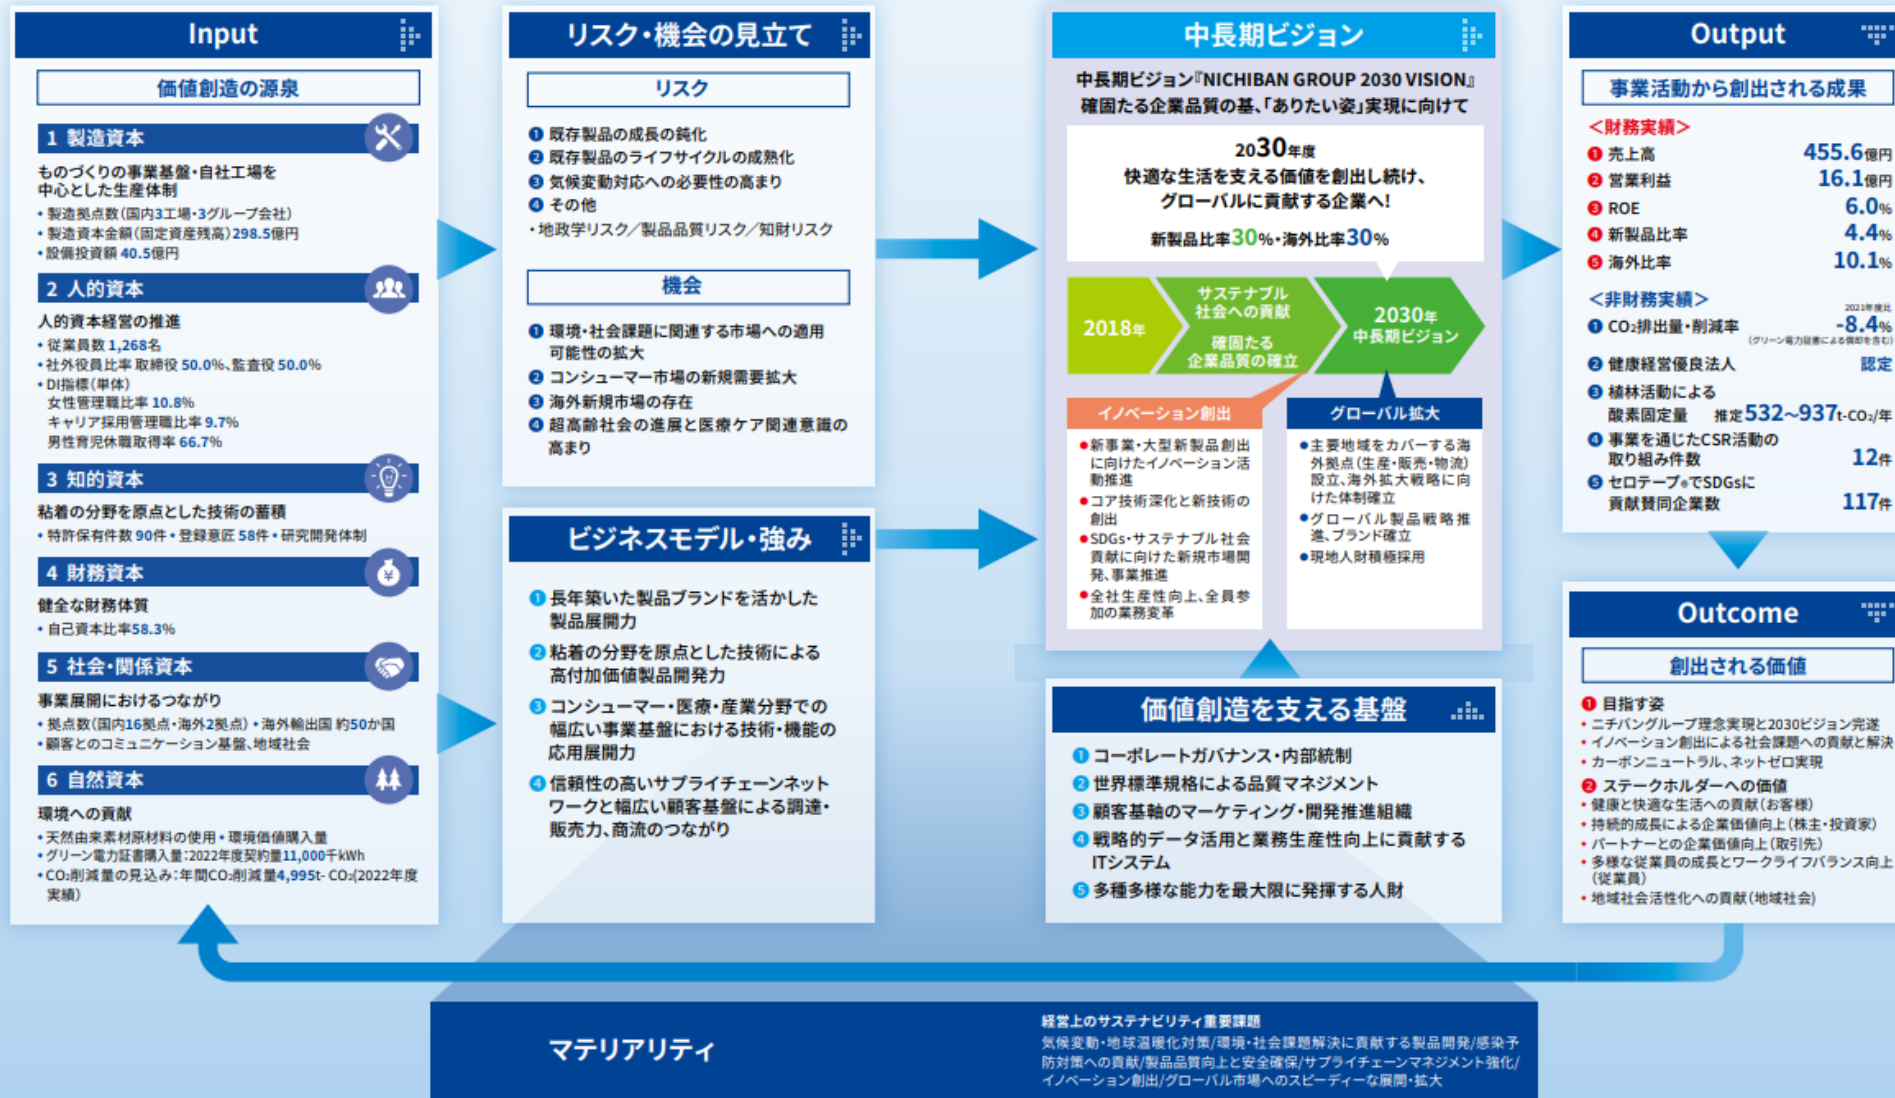 Input
価値創造の源泉
1 製造資本
ものづくりの事業基盤・自社工場を
中心とした生産体制
• 製造拠点数(国内3工場・3グループ会社)
• 製造資本金額(固定資産残高)298.5億円
• 設備投資額 40.5億円
2 人的資本
人的資本経営の推進
• 従業員数 1,268名
• 社外役員比率 取締役 50.0%、監査役 50.0%
• DI指標(単体)
女性管理職比率 10.8%
キャリア採用管理職比率 9.7%
男性育児休職取得率 66.7%
3 知的資本
粘着の分野を原点とした技術の蓄積
• 特許保有件数 90件 • 登録意匠 58件 • 研究開発体制
4 財務資本
健全な財務体質
• 自己資本比率58.3%
5 社会・関係資本
事業展開におけるつながり
• 拠点数(国内16拠点・海外2拠点) • 海外輸出国 約50か国
• 顧客とのコミュニケーション基盤、地域社会
6 自然資本
環境への貢献
• 天然由来素材原材料の使用 • 環境価値購入量
• グリーン電力証書購入量:2022年度契約量11,000千kWh
• CO₂削減量の見込み:年間CO₂削減量4,995t- CO₂(2022年度
実績)
リスク・機会の見立て
リスク
❶ 既存製品の成長の鈍化
❷ 既存製品のライフサイクルの成熟化
❸ 気候変動対応への必要性の高まり
❹ その他
・地政学リスク/製品品質リスク/知財リスク
機会
❶ 環境・社会課題に関連する市場への適用
可能性の拡大
❷ コンシューマー市場の新規需要拡大
❸ 海外新規市場の存在
❹ 超高齢社会の進展と医療ケア関連意識の
高まり
ビジネスモデル・強み
❶ 長年築いた製品ブランドを活かした
製品展開力
❷ 粘着の分野を原点とした技術による
高付加価値製品開発力
❸ コンシューマー・医療・産業分野での
幅広い事業基盤における技術・機能の
応用展開力
❹ 信頼性の高いサプライチェーンネット
ワークと幅広い顧客基盤による調達・
販売力、商流のつながり
中長期ビジョン
中長期ビジョン『NICHIBAN GROUP 2030 VISION』
確固たる企業品質の基、「ありたい姿」実現に向けて
2030年度
快適な生活を支える価値を創出し続け、
グローバルに貢献する企業へ!
新製品比率30%・海外比率30%
2018年
サステナブル
社会への貢献
確固たる
企業品質の確立
2030年
中長期ビジョン
イノベーション創出
● 新事業・大型新製品創出
に向けたイノベーション活
動推進
● コア技術深化と新技術の
創出
● SDGs・サステナブル社会
貢献に向けた新規市場開
発、事業推進
● 全社生産性向上、全員参
加の業務変革
グローバル拡大
● 主要地域をカバーする海
外拠点(生産・販売・物流)
設立、海外拡大戦略に向
けた体制確立
● グローバル製品戦略推
進、ブランド確立
● 現地人財積極採用
価値創造を支える基盤
❶ コーポレートガバナンス・内部統制
❷ 世界標準規格による品質マネジメント
❸ 顧客基軸のマーケティング・開発推進組織
❹ 戦略的データ活用と業務生産性向上に貢献する
ITシステム
❺ 多種多様な能力を最大限に発揮する人財
Output
事業活動から創出される成果
<財務実績>
❶ 売上高 455.6億円
❷ 営業利益 16.1億円
❸ ROE 6.0%
❹ 新製品比率 4.4%
❺ 海外比率 10.1%
<非財務実績>
2021年度比
❶ CO₂排出量・削減率 -8.4%
(グリーン電力証書による償却を含む)
❷ 健康経営優良法人 認定
❸ 植林活動による
酸素固定量 推定532〜937t-CO₂/年
❹ 事業を通じたCSR活動の
取り組み件数 12件
❺ セロテープ®でSDGsに
貢献賛同企業数 117件
Outcome
創出される価値
❶ 目指す姿
• ニチバングループ理念実現と2030ビジョン完遂
• イノベーション創出による社会課題への貢献と解決
• カーボンニュートラル、ネットゼロ実現
❷ ステークホルダーへの価値
• 健康と快適な生活への貢献(お客様)
• 持続的成長による企業価値向上(株主・投資家)
• パートナーとの企業価値向上(取引先)
• 多様な従業員の成長とワークライフバランス向上
(従業員)
• 地域社会活性化への貢献(地域社会)
マテリアリティ
経営上のサステナビリティ重要課題
気候変動・地球温暖化対策/環境・社会課題解決に貢献する製品開発/感染予
防対策への貢献/製品品質向上と安全確保/サプライチェーンマネジメント強化/
イノベーション創出/グローバル市場へのスピーディーな展開・拡大